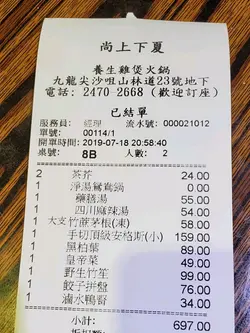 尚上下夏
養生雞煲火鍋
九龍尖沙咀山林道23號地下
電話: 2470-2668 (歡迎訂座)
已結單
服務員: 經理 流水號: 000021012
單號: 00114/1
開單時間: 2019-07-18 20:58:40
桌號: 8B 人數: 2
2 茶芥 24.00
1 淨湯鴛鴦鍋 0.00
1 藥膳湯 55.00
1 四川麻辣湯 54.00
1 大支竹蔗茅根(凍) 58.00
1 手切頂級安格斯(小) 159.00
1 黑柏葉 89.00
1 皇帝菜 49.00
1 野生竹笙 99.00
1 餃子拼盤 76.00
1 滷水鴨腎 34.00
小計: 697.00